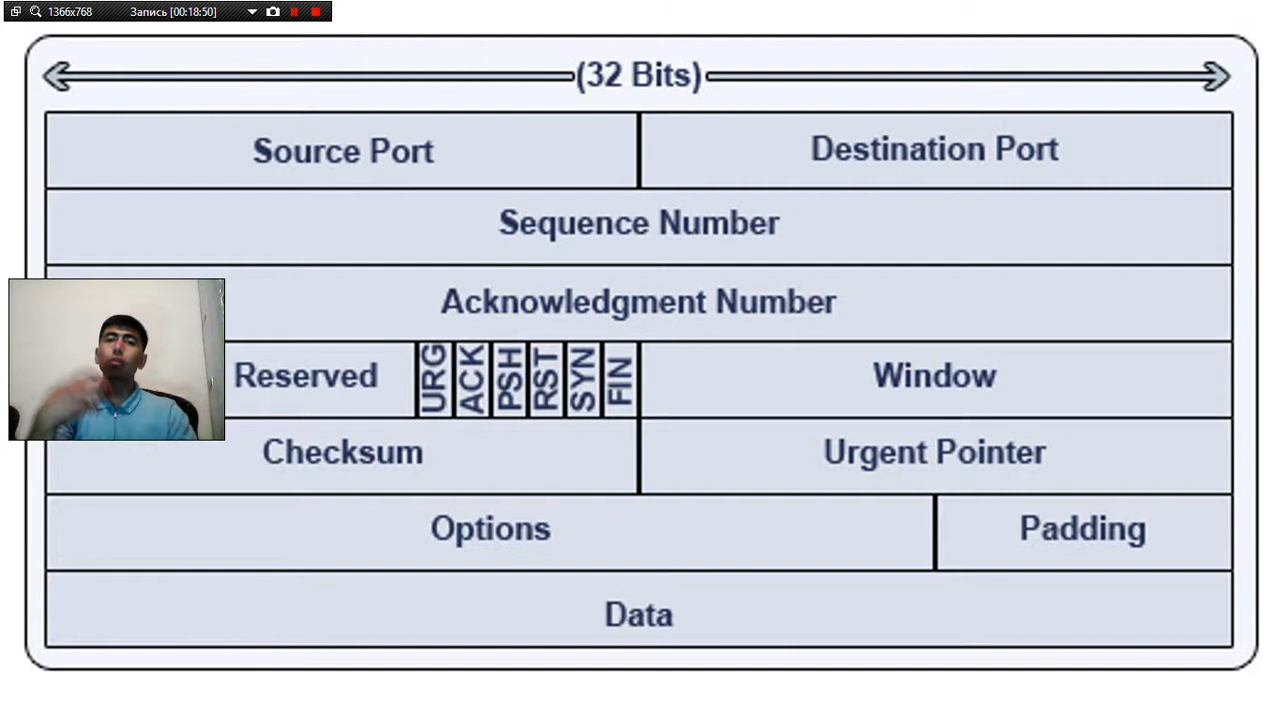 1366x768 Запись [00:18:50]
(32 Bits)
Source Port Destination Port
Sequence Number
Acknowledgment Number
Reserved URG ACK PSH RST SYN FIN Window
Checksum Urgent Pointer
Options Padding
Data